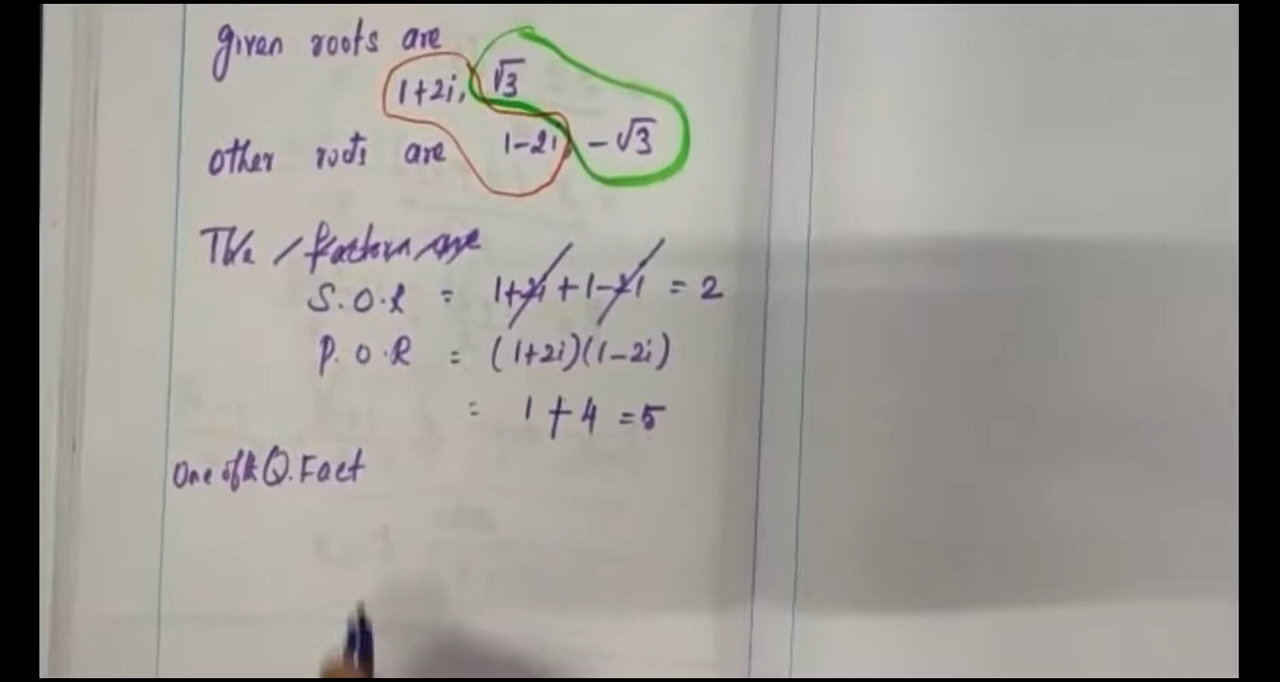 given roots are
1+2i, √3
other roots are 1-2i, -√3
The factors are
S.O.R = 1+2i+1-2i = 2
P.O.R = (1+2i)(1-2i)
= 1+4 =5
One of Q.Fact